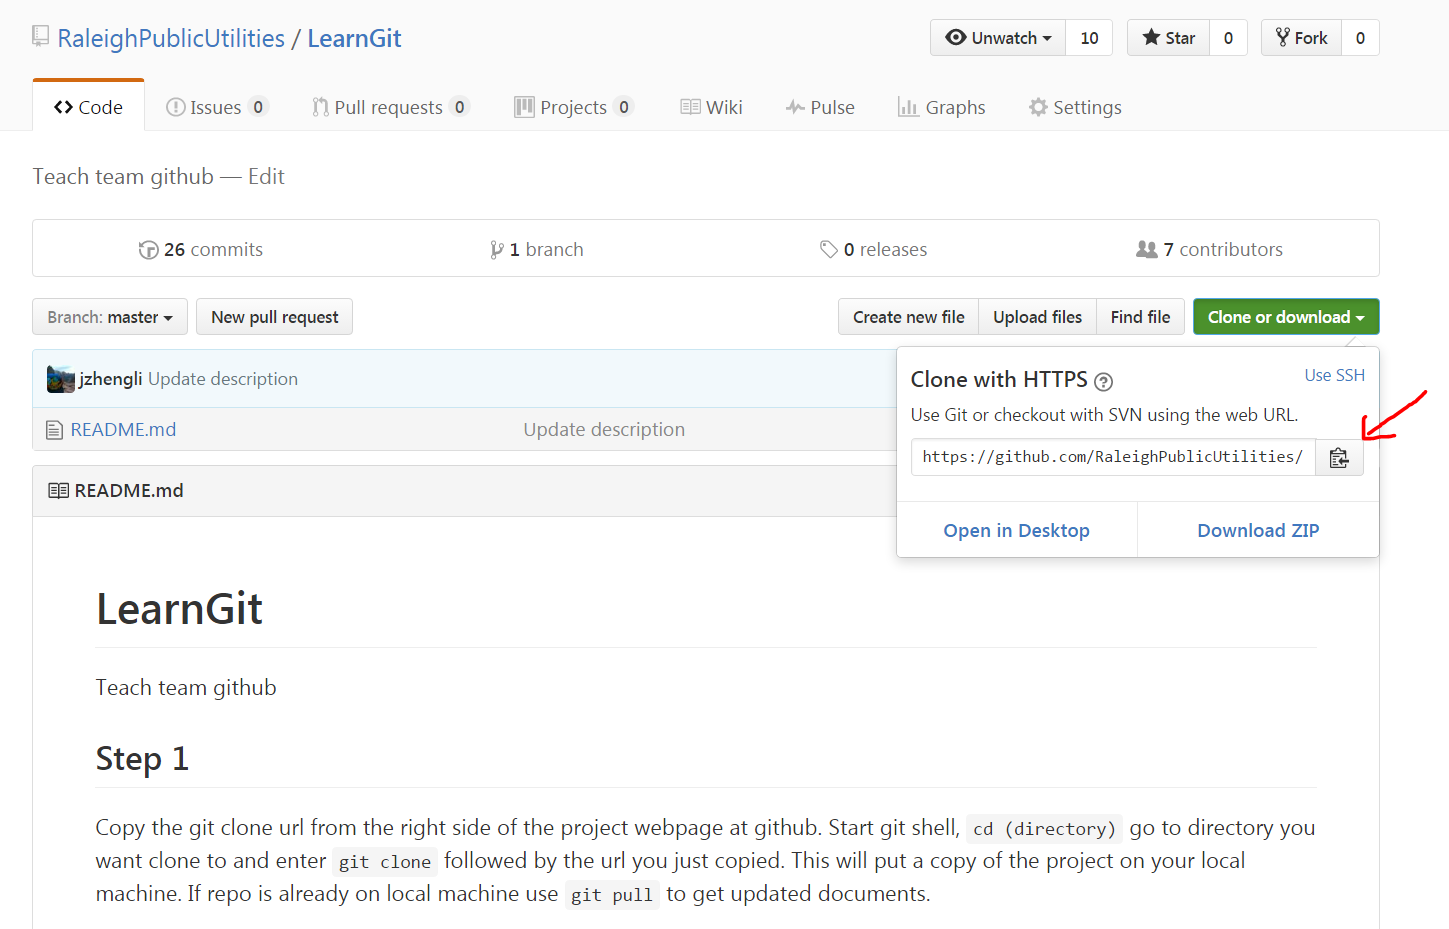 RaleighPublicUtilities / LearnGit
Unwatch 10 Star 0 Fork 0
Code Issues 0 Pull requests 0 Projects 0 Wiki Pulse Graphs Settings
Teach team github — Edit
26 commits 1 branch 0 releases 7 contributors
Branch: master New pull request Create new file Upload files Find file Clone or download
jzhengli Update description
README.md Update description
Clone with HTTPS ? Use SSH
Use Git or checkout with SVN using the web URL.
https://github.com/RaleighPublicUtilities/
Open in Desktop Download ZIP
README.md
LearnGit
Teach team github
Step 1
Copy the git clone url from the right side of the project webpage at github. Start git shell, cd (directory) go to directory you
want clone to and enter git clone followed by the url you just copied. This will put a copy of the project on your local
machine. If repo is already on local machine use git pull to get updated documents.